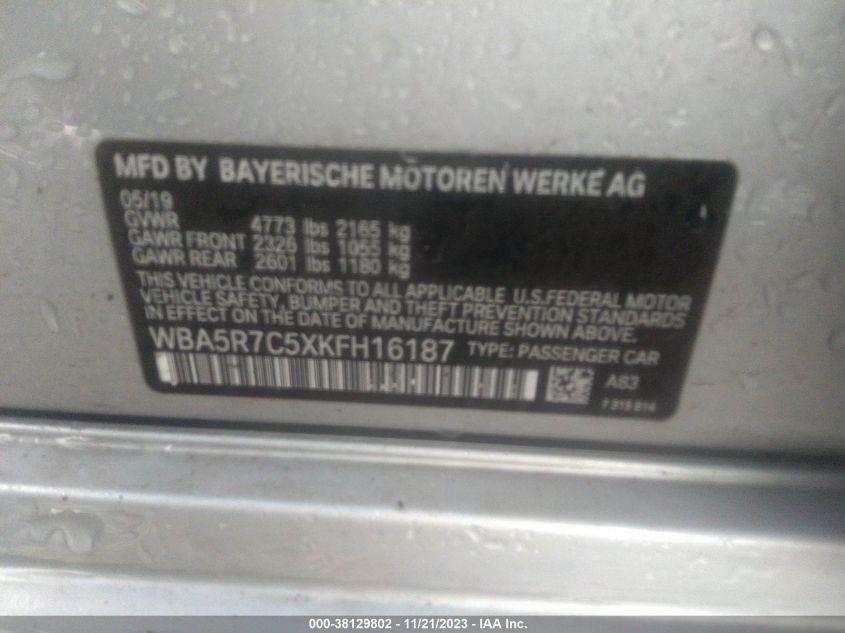 MFD BY BAYERISCHE MOTOREN WERKE AG
05/19
GVWR 4773 lbs 2165 kg
GAWR FRONT 2326 lbs 1055 kg
GAWR REAR 2601 lbs 1180 kg
THIS VEHICLE CONFORMS TO ALL APPLICABLE U.S.FEDERAL MOTOR
VEHICLE SAFETY, BUMPER AND THEFT PREVENTION STANDARDS
IN EFFECT ON THE DATE OF MANUFACTURE SHOWN ABOVE.
WBA5R7C5XKFH16187 TYPE: PASSENGER CAR
A83
7 319 814
000-38129802 - 11/21/2023 - IAA Inc.